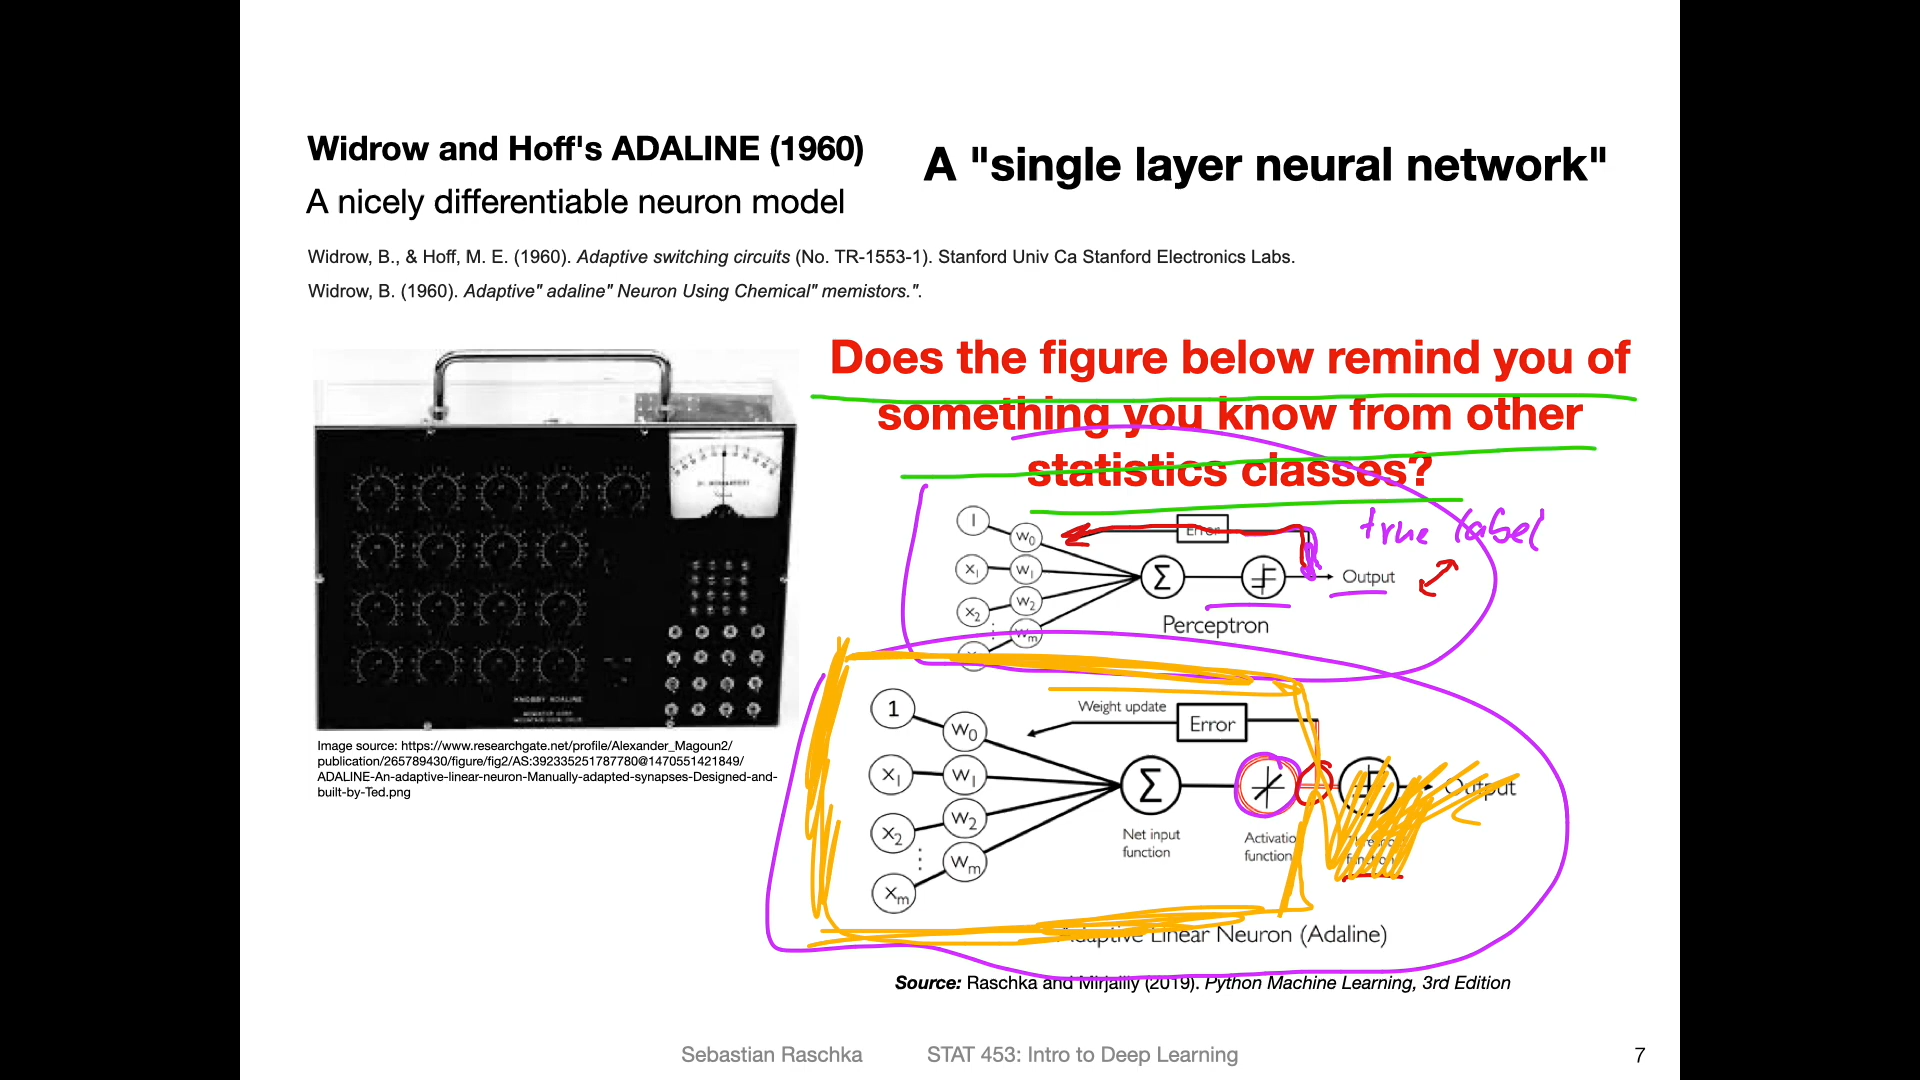 Widrow and Hoff's ADALINE (1960)
A nicely differentiable neuron model
A "single layer neural network"
Widrow, B., & Hoff, M. E. (1960). Adaptive switching circuits (No. TR-1553-1). Stanford Univ Ca Stanford Electronics Labs.
Widrow, B. (1960). Adaptive" adaline" Neuron Using Chemical" memistors.".
Does the figure below remind you of
something you know from other
statistics classes?
KNOBBY ADALINE
Image source: https://www.researchgate.net/profile/Alexander_Magoun2/
publication/265789430/figure/fig2/AS:392335251787780@1470551421849/
ADALINE-An-adaptive-linear-neuron-Manually-adapted-synapses-Designed-and-
built-by-Ted.png
true label
1
w0
Error
x1
w1
Σ
Output
x2
w2
wm
Perceptron
Weight update
1
w0
Error
x1
w1
Σ
Output
x2
w2
wm
xm
Net input
function
Activation
function
Threshold
function
Adaptive Linear Neuron (Adaline)
Source: Raschka and Mirjalily (2019). Python Machine Learning, 3rd Edition
Sebastian Raschka
STAT 453: Intro to Deep Learning
7